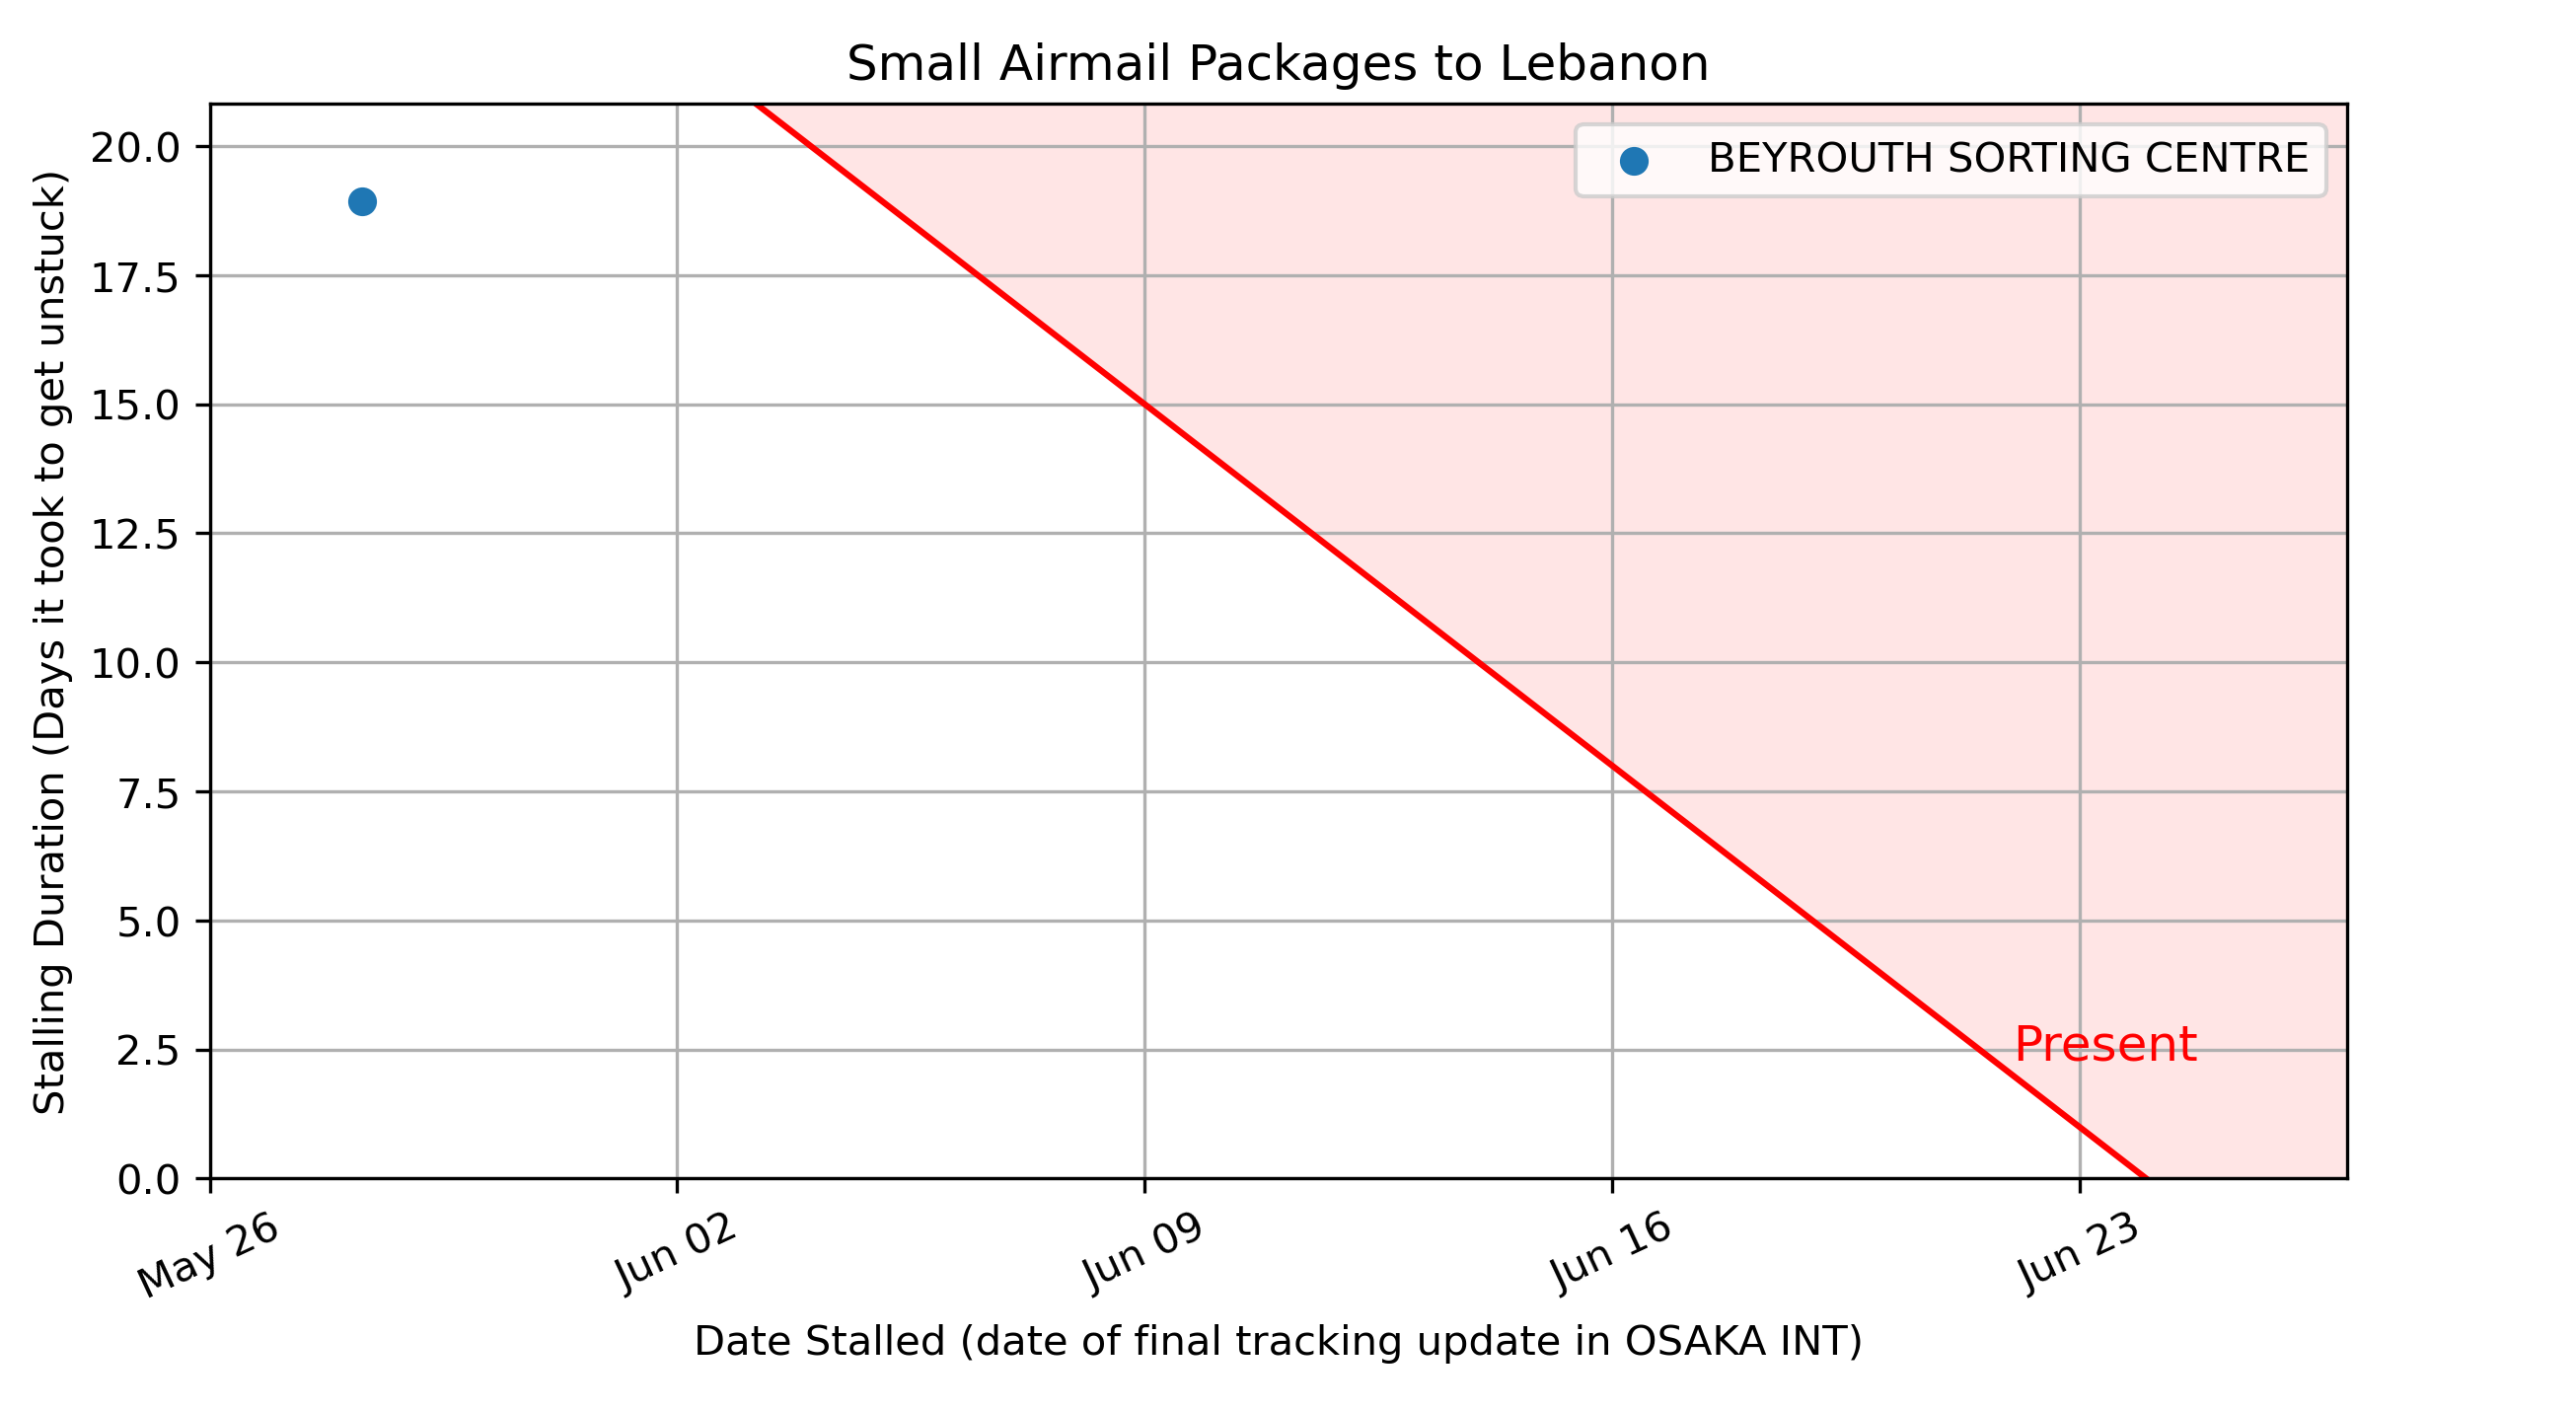 Small Airmail Packages to Lebanon
BEYROUTH SORTING CENTRE
Stalling Duration (Days it took to get unstuck)
20.0
17.5
15.0
12.5
10.0
7.5
5.0
2.5
0.0
Present
May 26
Jun 02
Jun 09
Jun 16
Jun 23
Date Stalled (date of final tracking update in OSAKA INT)